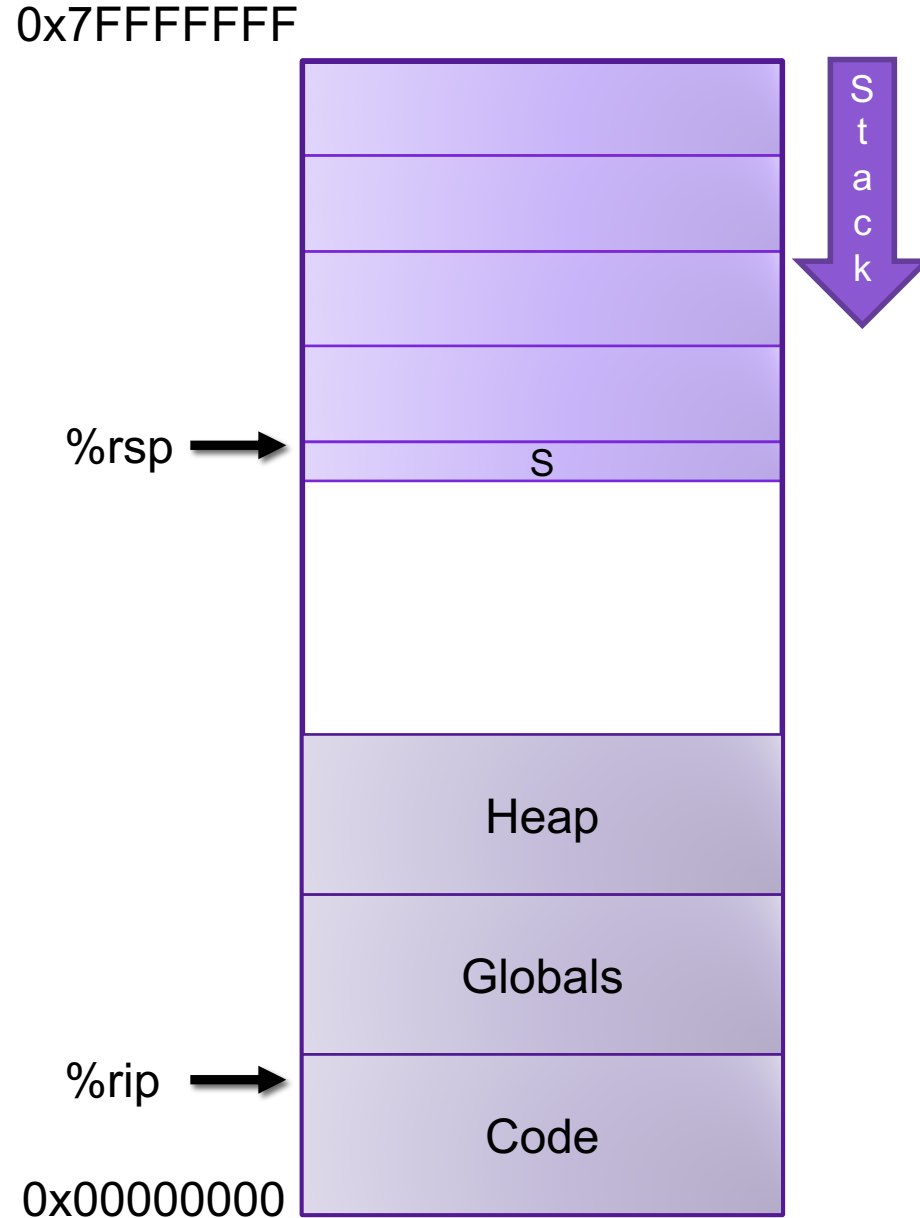 0x7FFFFFFF
S
t
a
c
k
%rsp
S
Heap
Globals
%rip
Code
0x00000000